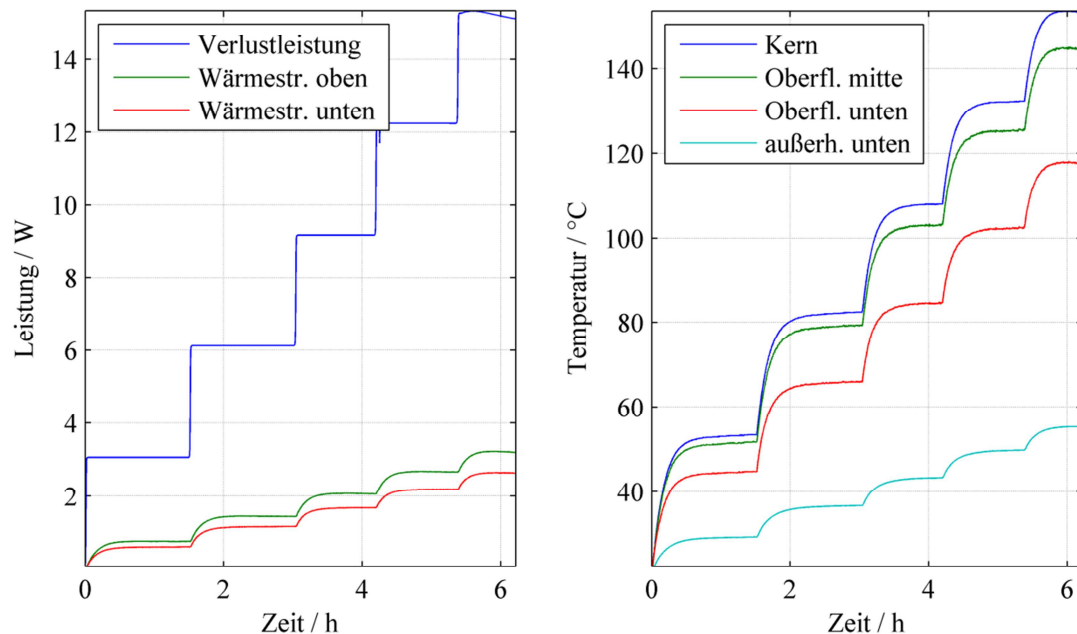 Verlustleistung
Wärmestr. oben
Wärmestr. unten
14
12
10
8
6
4
2
0
2
4
6
Leistung / W
Zeit / h
Kern
Oberfl. mitte
Oberfl. unten
außerh. unten
140
120
100
80
60
40
0
2
4
6
Temperatur / °C
Zeit / h